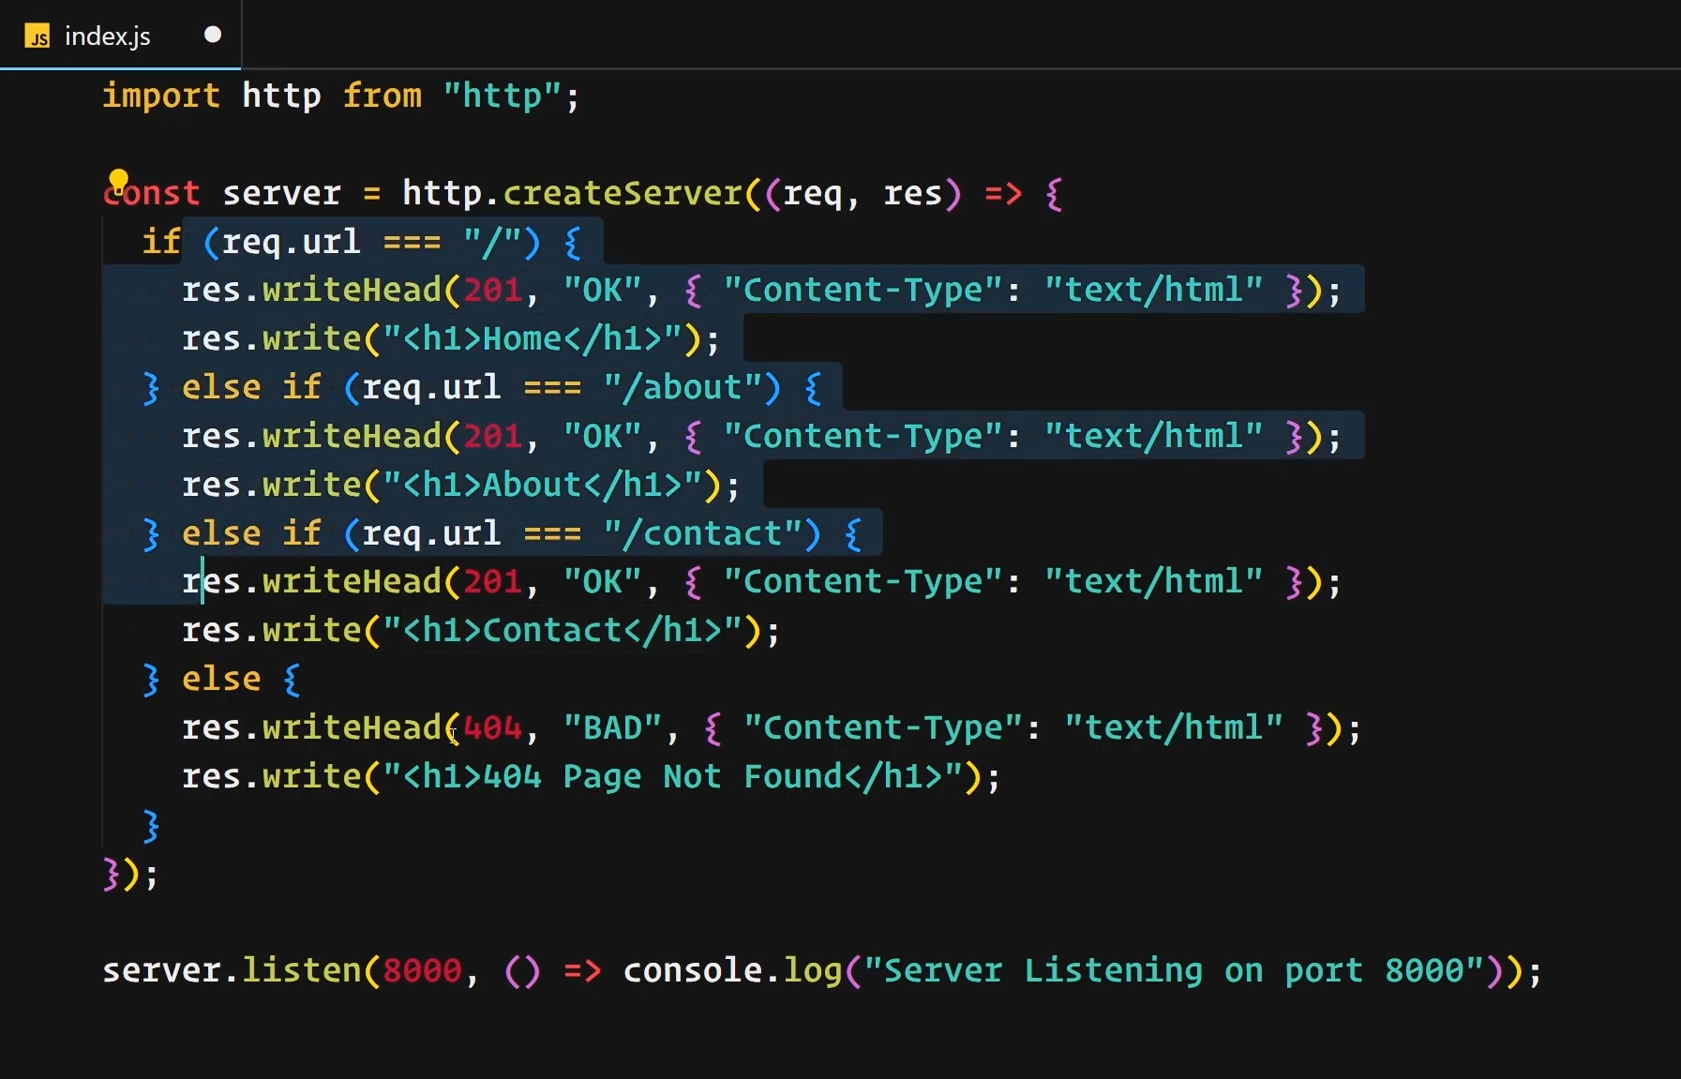 JS index.js
import http from "http";
const server = http.createServer((req, res) => {
if (req.url === "/") {
res.writeHead(201, "OK", { "Content-Type": "text/html" });
res.write("<h1>Home</h1>");
} else if (req.url === "/about") {
res.writeHead(201, "OK", { "Content-Type": "text/html" });
res.write("<h1>About</h1>");
} else if (req.url === "/contact") {
res.writeHead(201, "OK", { "Content-Type": "text/html" });
res.write("<h1>Contact</h1>");
} else {
res.writeHead(404, "BAD", { "Content-Type": "text/html" });
res.write("<h1>404 Page Not Found</h1>");
}
});
server.listen(8000, () => console.log("Server Listening on port 8000"));